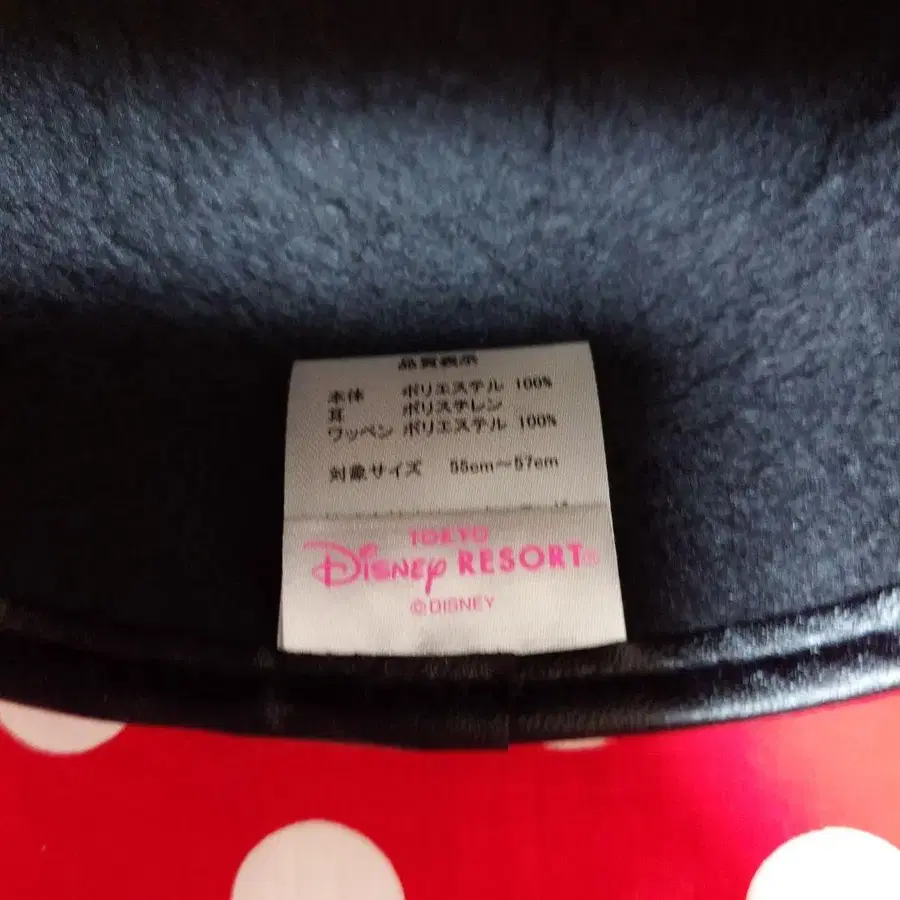 品質表示
本体 ポリエステル 100%
耳 ポリスチレン
ワッペン ポリエステル 100%
対象サイズ 55cm～57cm
TOKYO
Disney RESORT
©DISNEY